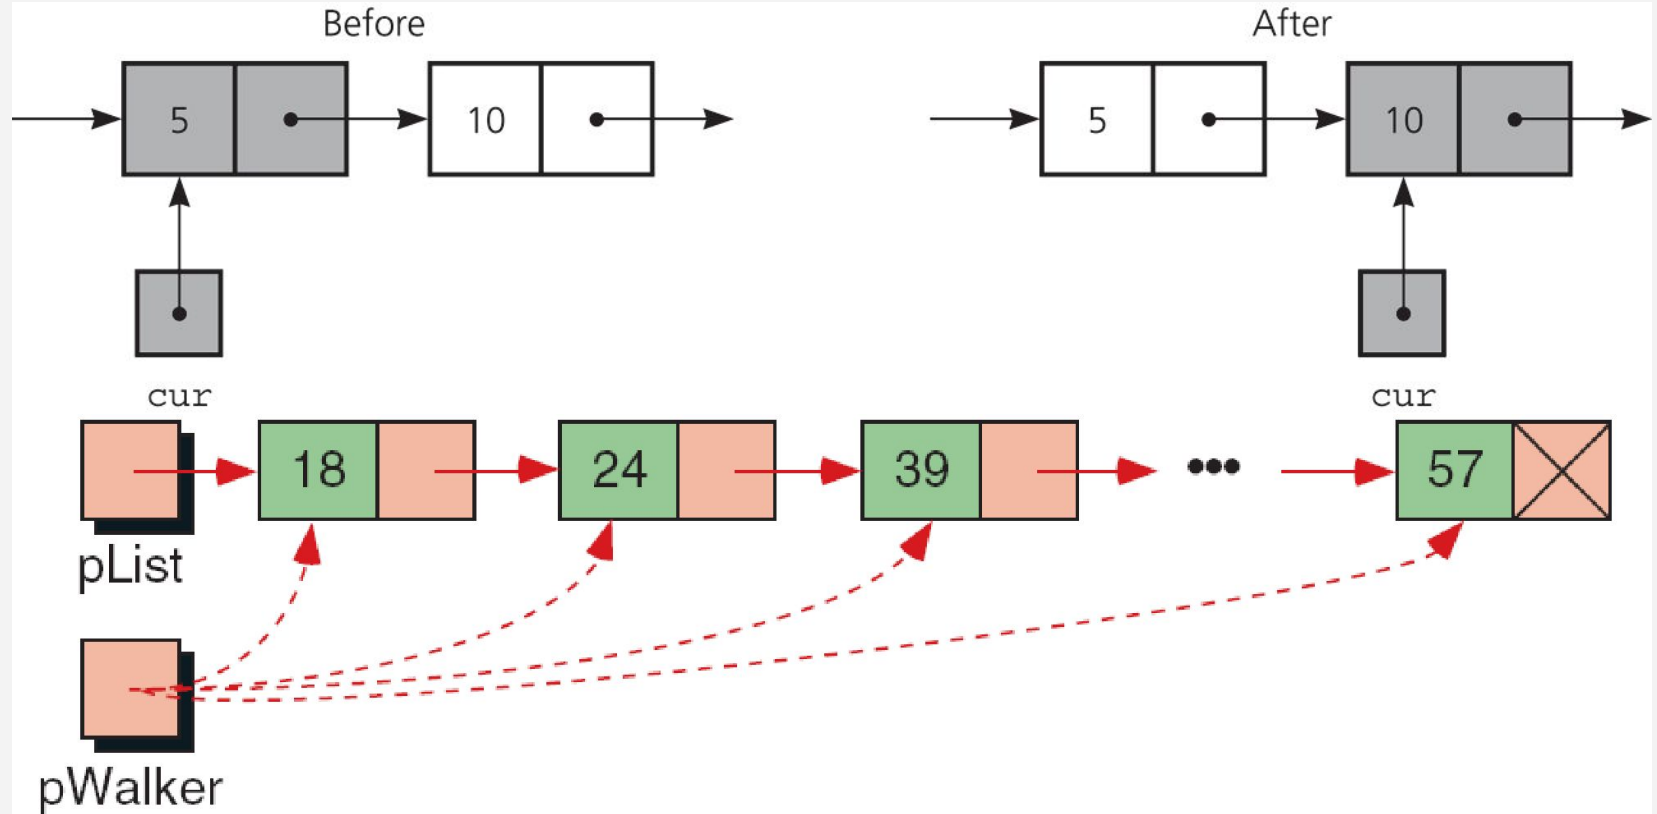 Before After
5 10 5 10
cur cur
18 24 39 ••• 57
pList
pWalker